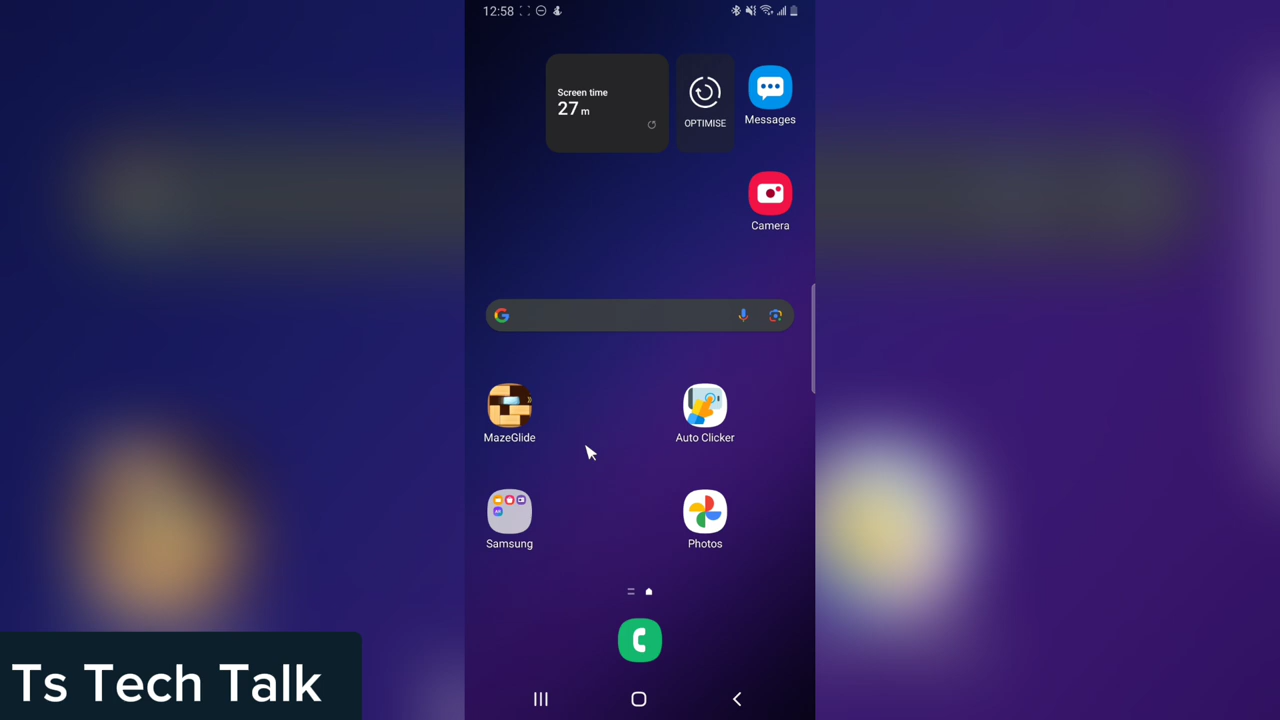 12:58
Screen time
27 m
OPTIMISE
Messages
Camera
MazeGlide
Auto Clicker
Samsung
Photos
Ts Tech Talk